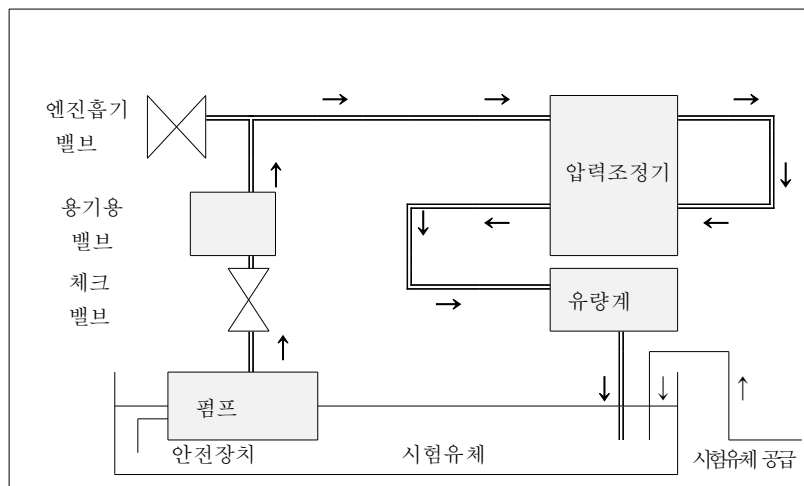 엔진흡기
밸브
압력조정기
용기용
밸브
체크
밸브
유량계
펌프
안전장치
시험유체
시험유체 공급